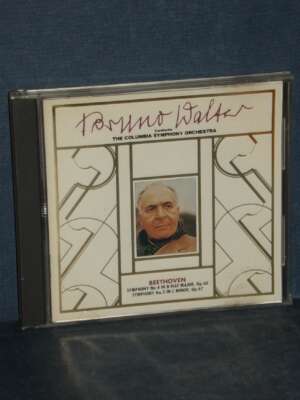 Bruno Walter
conducts
THE COLUMBIA SYMPHONY ORCHESTRA
BEETHOVEN
SYMPHONY No.4 IN B FLAT MAJOR, Op.60
SYMPHONY No.5 IN C MINOR, Op.67